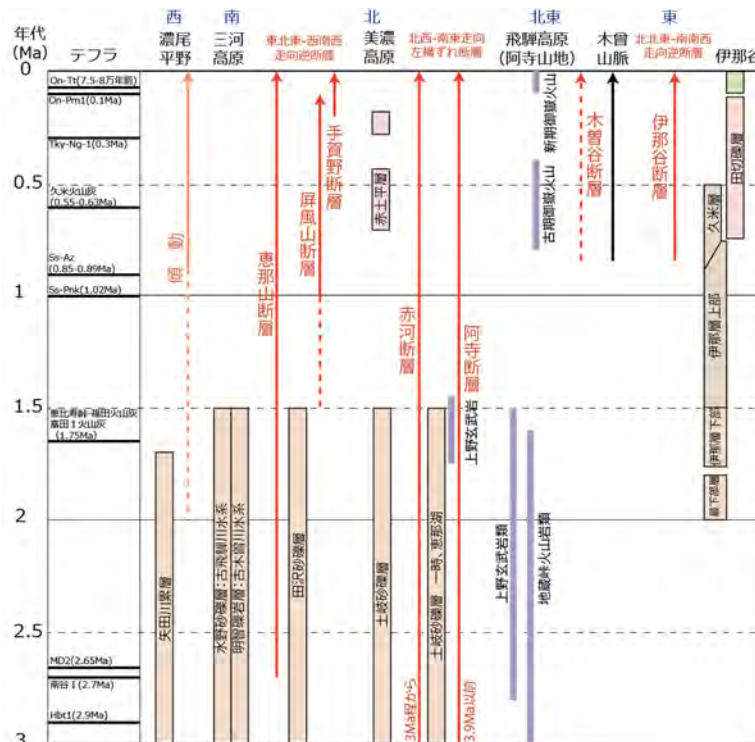 西
南
北
北東
東
年代
(Ma)
テフラ
濃尾
平野
三河
高原
東北東-西南西
走向逆断層
美濃
高原
北西-南東走向
左横ずれ断層
飛騨高原
(阿寺山地)
木曾
山脈
北北東-南南西
走向逆断層
伊那谷
0
0.5
1
1.5
2
2.5
3
On-Tt(7.5-8万年前)
On-Pm1(0.1Ma)
Tky-Ng-1(0.3Ma)
久米火山灰
(0.55-0.63Ma)
Ss-Az
(0.85-0.89Ma)
Ss-Pnk(1.02Ma)
恵比寿峠-福田火山灰
富田1火山灰
(1.75Ma)
MD2(2.65Ma)
南谷I(2.7Ma)
Hbt1(2.9Ma)
矢田川累層
傾動
水野砂礫層:古飛騨川水系
明智礫岩層:古木曾川水系
恵那山断層
田沢砂礫層
屏風山断層
手賀野断層
赤土平層
土岐砂礫層
赤河断層
3Ma程から
土岐砂礫層 一時、恵那湖
上野玄武岩
阿寺断層
3.9Ma以前
上野玄武岩類
地蔵峠火山岩類
新期御嶽火山
古期御嶽火山
木曽谷断層
伊那谷断層
久米層
伊那層上部
伊那層下部
最下部層
田切礫層